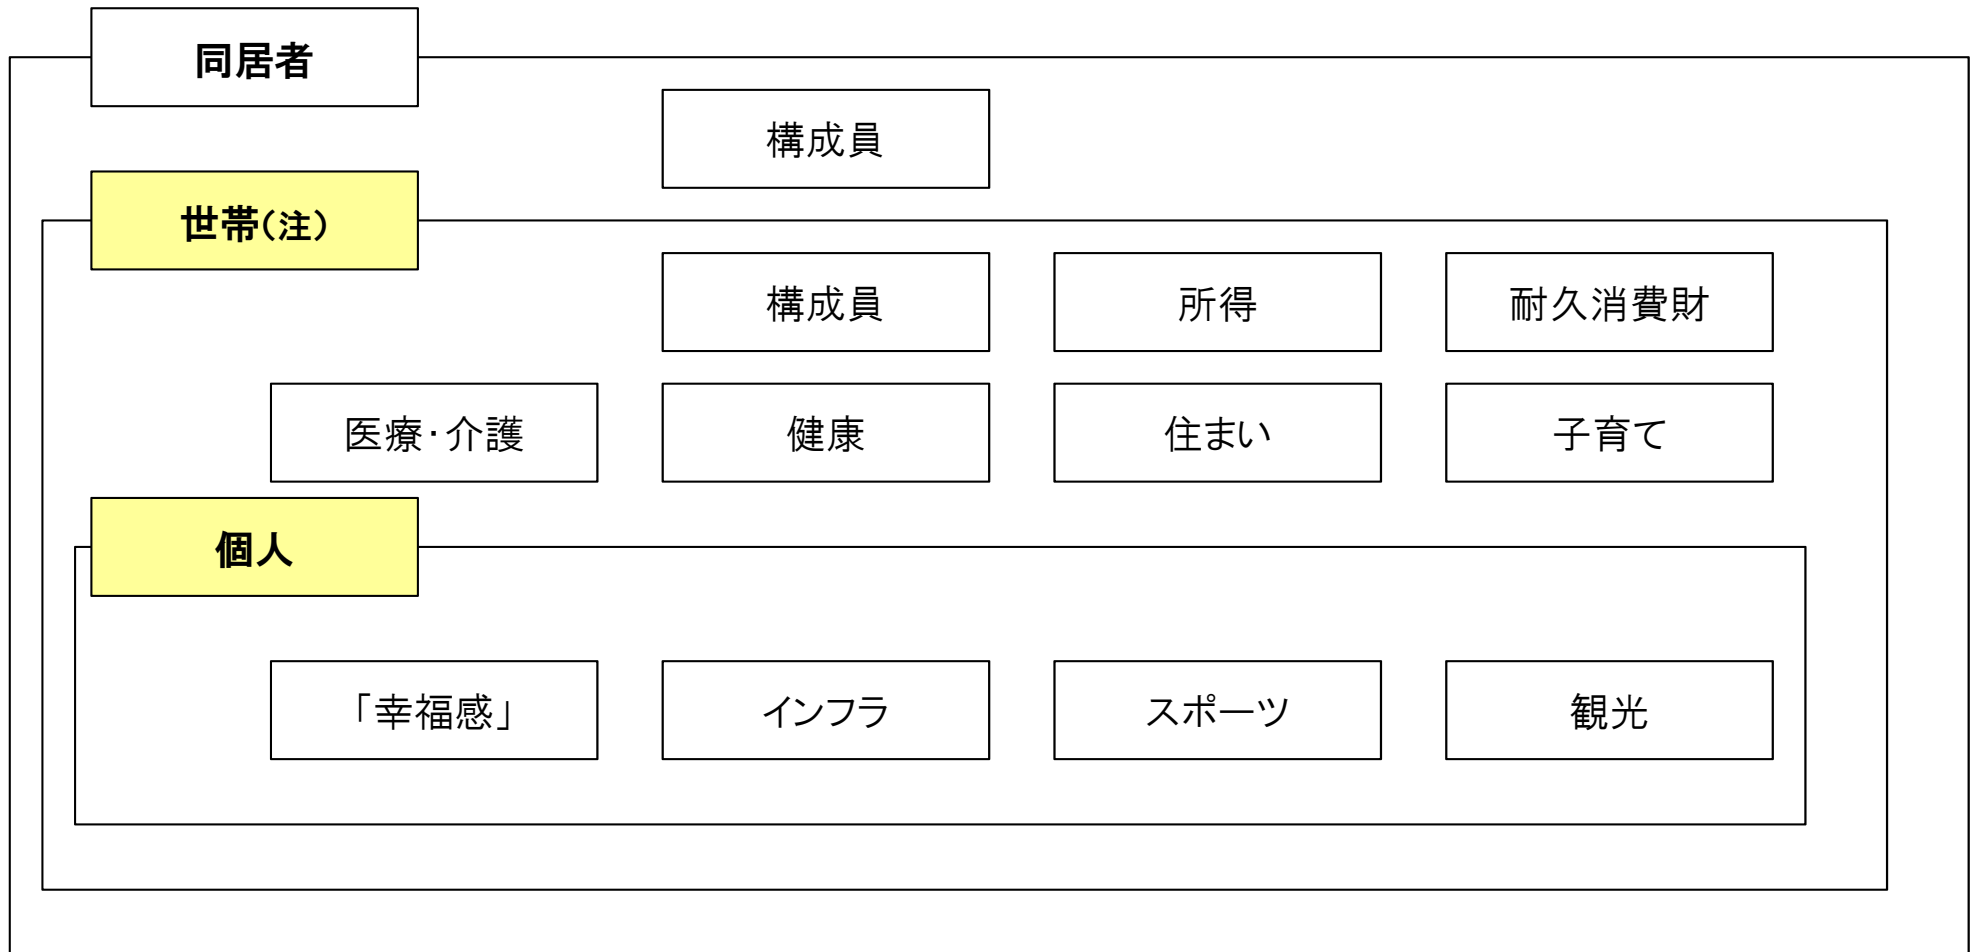 同居者
構成員
世帯（注）
構成員
所得
耐久消費財
医療・介護
健康
住まい
子育て
個人
「幸福感」
インフラ
スポーツ
観光